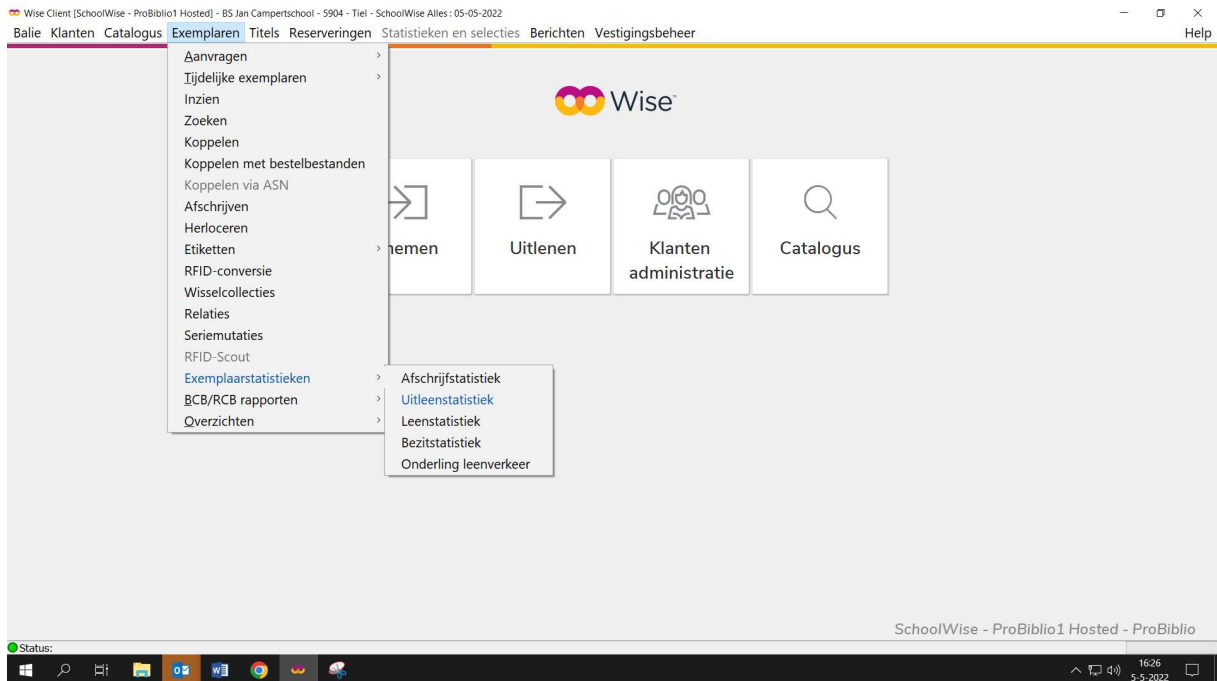 Wise Client [SchoolWise - ProBiblio1 Hosted] - BS Jan Campertschool - 5904 - Tiel - SchoolWise Alles : 05-05-2022
Balie Klanten Catalogus Exemplaren Titels Reserveringen Statistieken en selecties Berichten Vestigingsbeheer Help
Aanvragen
Tijdelijke exemplaren
Inzien
Zoeken
Koppelen
Koppelen met bestelbestanden
Koppelen via ASN
Afschrijven
Herloceren
Etiketten
RFID-conversie
Wisselcollecties
Relaties
Seriemutaties
RFID-Scout
Exemplaarstatistieken
BCB/RCB rapporten
Overzichten
Afschrijfstatistiek
Uitleenstatistiek
Leenstatistiek
Bezitstatistiek
Onderling leenverkeer
Wise
nemen
Uitlenen
Klanten
administratie
Catalogus
SchoolWise - ProBiblio1 Hosted - ProBiblio
Status:
16:26
5-5-2022